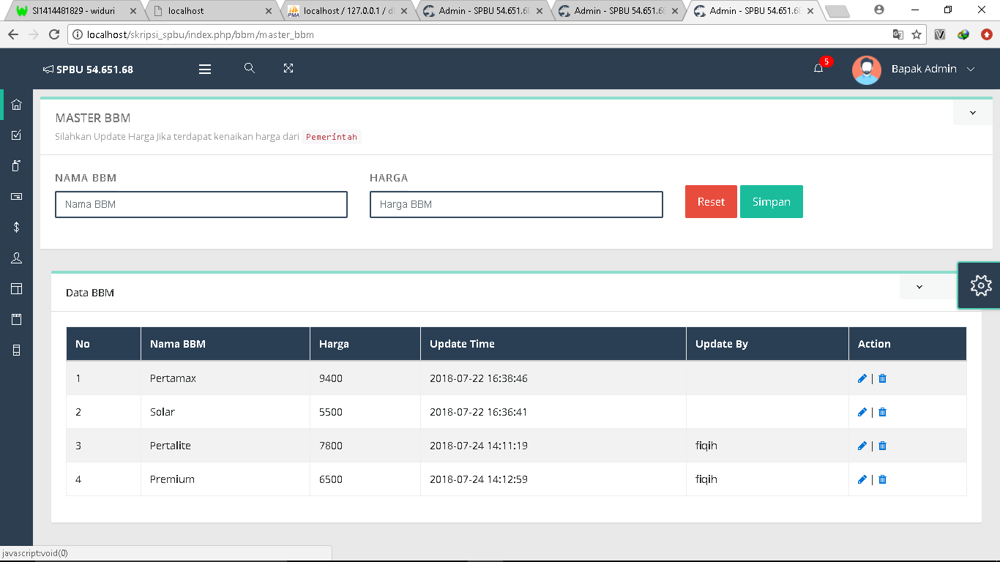 SI1414481829 - widuri
localhost
localhost / 127.0.0.1 / d
Admin - SPBU 54.651.68
Admin - SPBU 54.651.68
Admin - SPBU 54.651.68
localhost/skripsi_spbu/index.php/bbm/master_bbm
SPBU 54.651.68
5
Bapak Admin
MASTER BBM
Silahkan Update Harga Jika terdapat kenaikan harga dari Pemerintah
NAMA BBM
HARGA
Nama BBM
Harga BBM
Reset
Simpan
Data BBM
No Nama BBM Harga Update Time Update By Action
1 Pertamax 9400 2018-07-22 16:38:46 |
2 Solar 5500 2018-07-22 16:36:41 |
3 Pertalite 7800 2018-07-24 14:11:19 fiqih |
4 Premium 6500 2018-07-24 14:12:59 fiqih |
javascript:void(0)